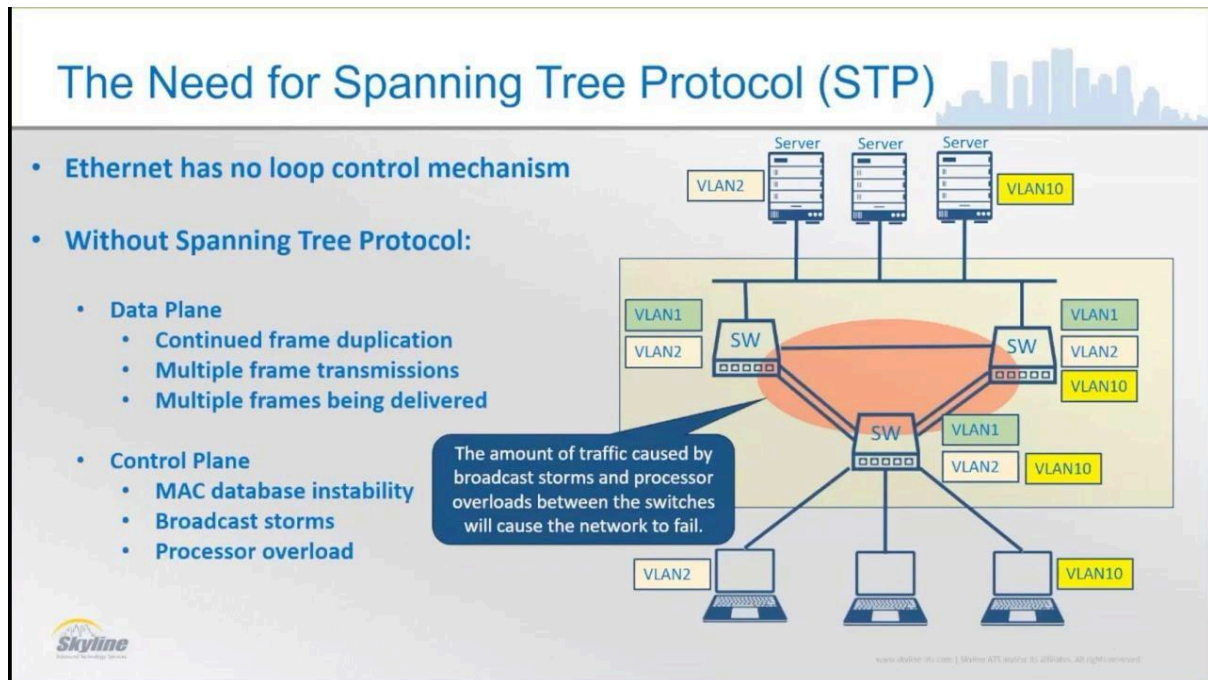 The Need for Spanning Tree Protocol (STP)
• Ethernet has no loop control mechanism
• Without Spanning Tree Protocol:
• Data Plane
• Continued frame duplication
• Multiple frame transmissions
• Multiple frames being delivered
• Control Plane
• MAC database instability
• Broadcast storms
• Processor overload
Server
Server
Server
VLAN2
VLAN10
VLAN1
VLAN2
SW
SW
VLAN1
VLAN2
VLAN10
SW
VLAN1
VLAN2
VLAN10
The amount of traffic caused by
broadcast storms and processor
overloads between the switches
will cause the network to fail.
VLAN2
VLAN10
Skyline